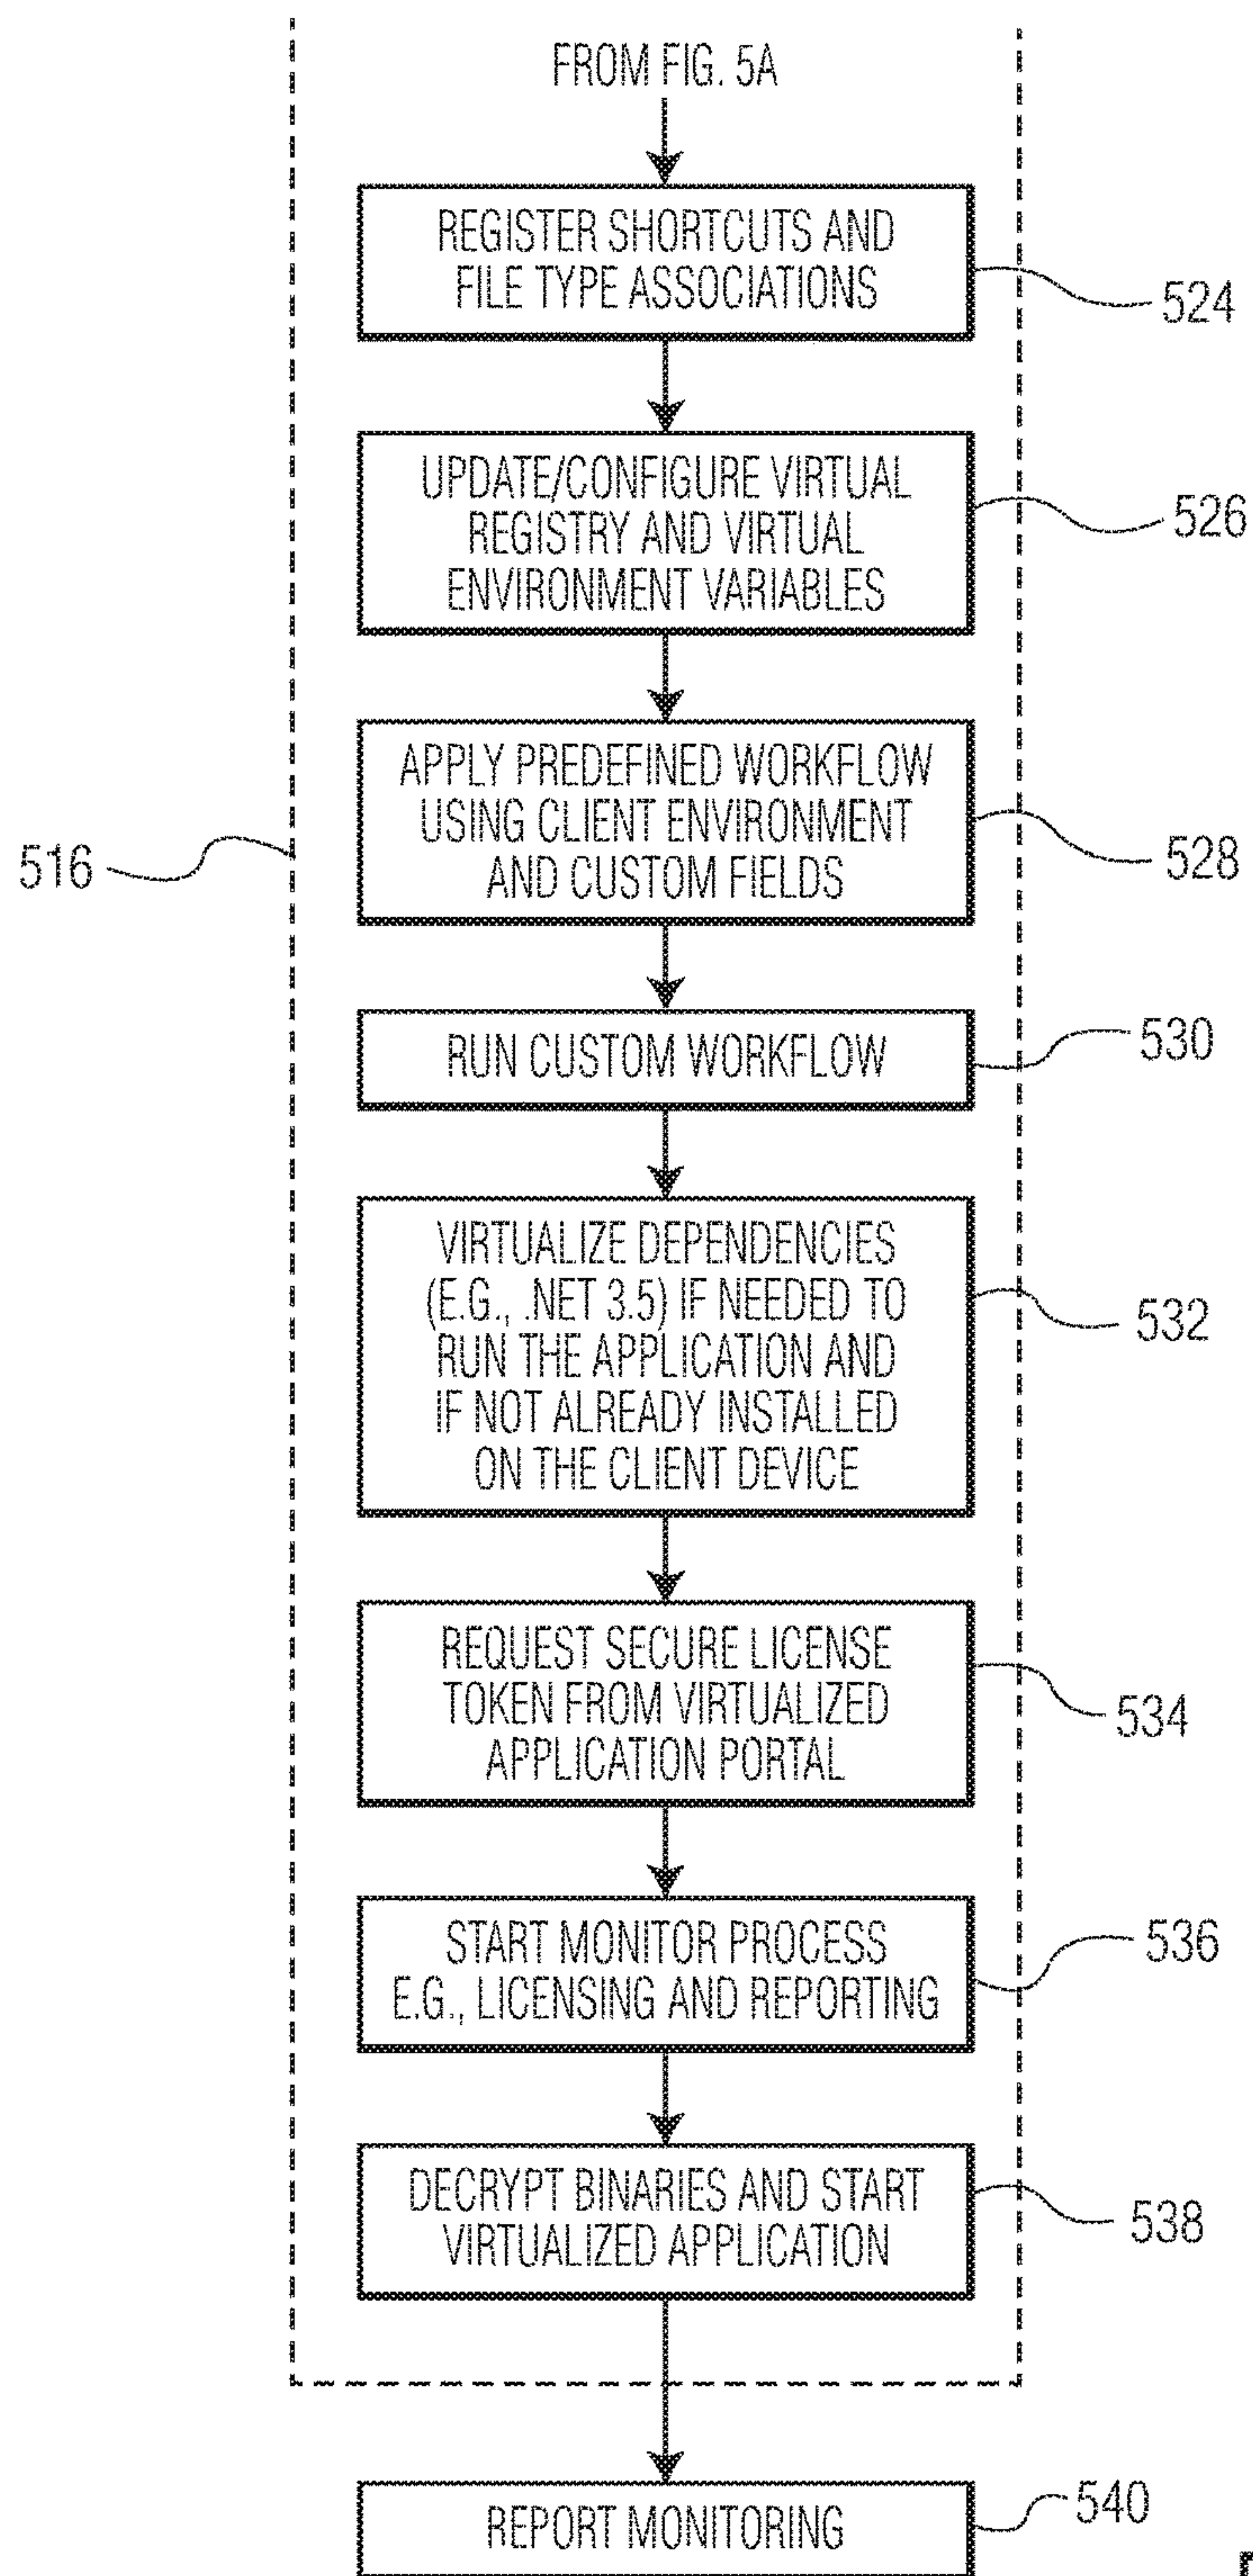 FROM FIG. 5A
REGISTER SHORTCUTS AND
FILE TYPE ASSOCIATIONS
524
UPDATE/CONFIGURE VIRTUAL
REGISTRY AND VIRTUAL
ENVIRONMENT VARIABLES
526
516
APPLY PREDEFINED WORKFLOW
USING CLIENT ENVIRONMENT
AND CUSTOM FIELDS
528
RUN CUSTOM WORKFLOW
530
VIRTUALIZE DEPENDENCIES
(E.G., .NET 3.5) IF NEEDED TO
RUN THE APPLICATION AND
IF NOT ALREADY INSTALLED
ON THE CLIENT DEVICE
532
REQUEST SECURE LICENSE
TOKEN FROM VIRTUALIZED
APPLICATION PORTAL
534
START MONITOR PROCESS
E.G., LICENSING AND REPORTING
536
DECRYPT BINARIES AND START
VIRTUALIZED APPLICATION
538
REPORT MONITORING
540